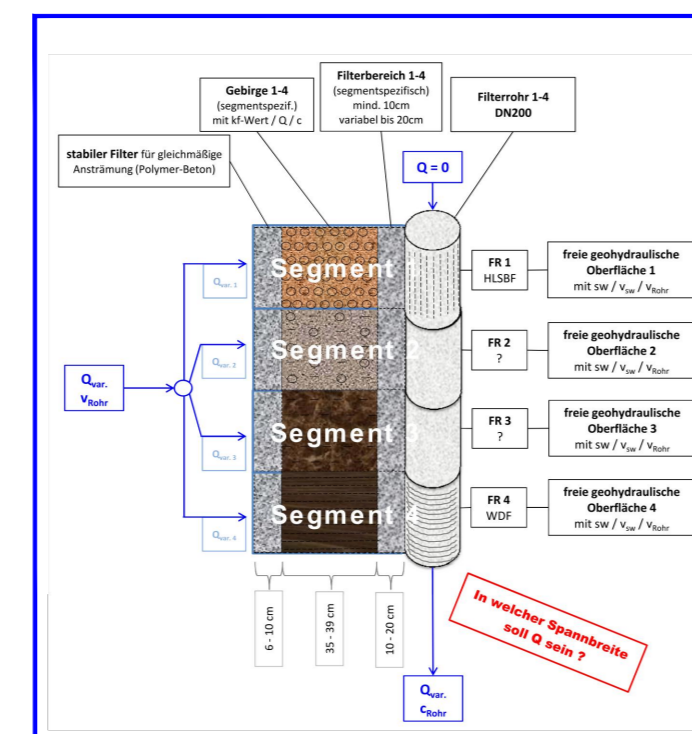 Gebirge 1-4
(segmentspezif.)
mit kf-Wert / Q / c
Filterbereich 1-4
(segmentspezifisch)
mind. 10cm
variabel bis 20cm
Filterrohr 1-4
DN200
stabiler Filter für gleichmäßige
Anströmung (Polymer-Beton)
Q = 0
Segment 1
Segment 2
Segment 3
Segment 4
Qvar. 1
Qvar. 2
Qvar. 3
Qvar. 4
Qvar.
vRohr
FR 1
HLSBF
FR 2
?
FR 3
?
FR 4
WDF
freie geohydraulische
Oberfläche 1
mit sw / vsw / vRohr
freie geohydraulische
Oberfläche 2
mit sw / vsw / vRohr
freie geohydraulische
Oberfläche 3
mit sw / vsw / vRohr
freie geohydraulische
Oberfläche 4
mit sw / vsw / vRohr
6 - 10 cm
35 - 39 cm
10 - 20 cm
In welcher Spannbreite
soll Q sein ?
Qvar.
cRohr